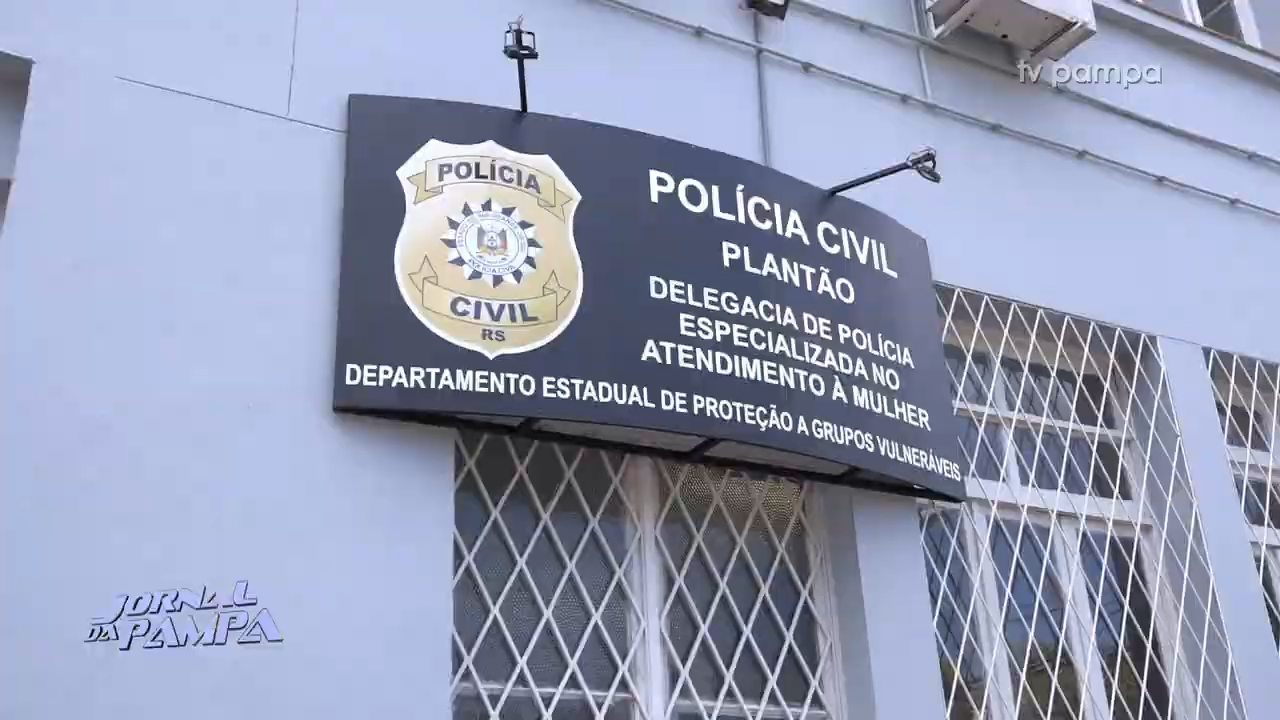 tv pampa
POLÍCIA
CIVIL
RS
POLÍCIA CIVIL
PLANTÃO
DELEGACIA DE POLÍCIA
ESPECIALIZADA NO
ATENDIMENTO À MULHER
DEPARTAMENTO ESTADUAL DE PROTEÇÃO A GRUPOS VULNERÁVEIS
JORNAL
DA PAMPA